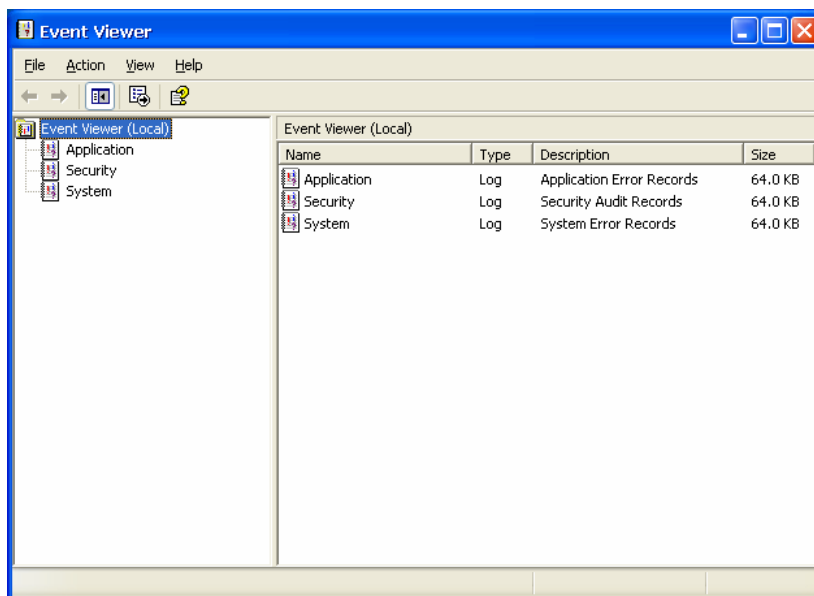 Event Viewer
File Action View Help
Event Viewer (Local)
Application
Security
System
Event Viewer (Local)
Name Type Description Size
Application Log Application Error Records 64.0 KB
Security Log Security Audit Records 64.0 KB
System Log System Error Records 64.0 KB